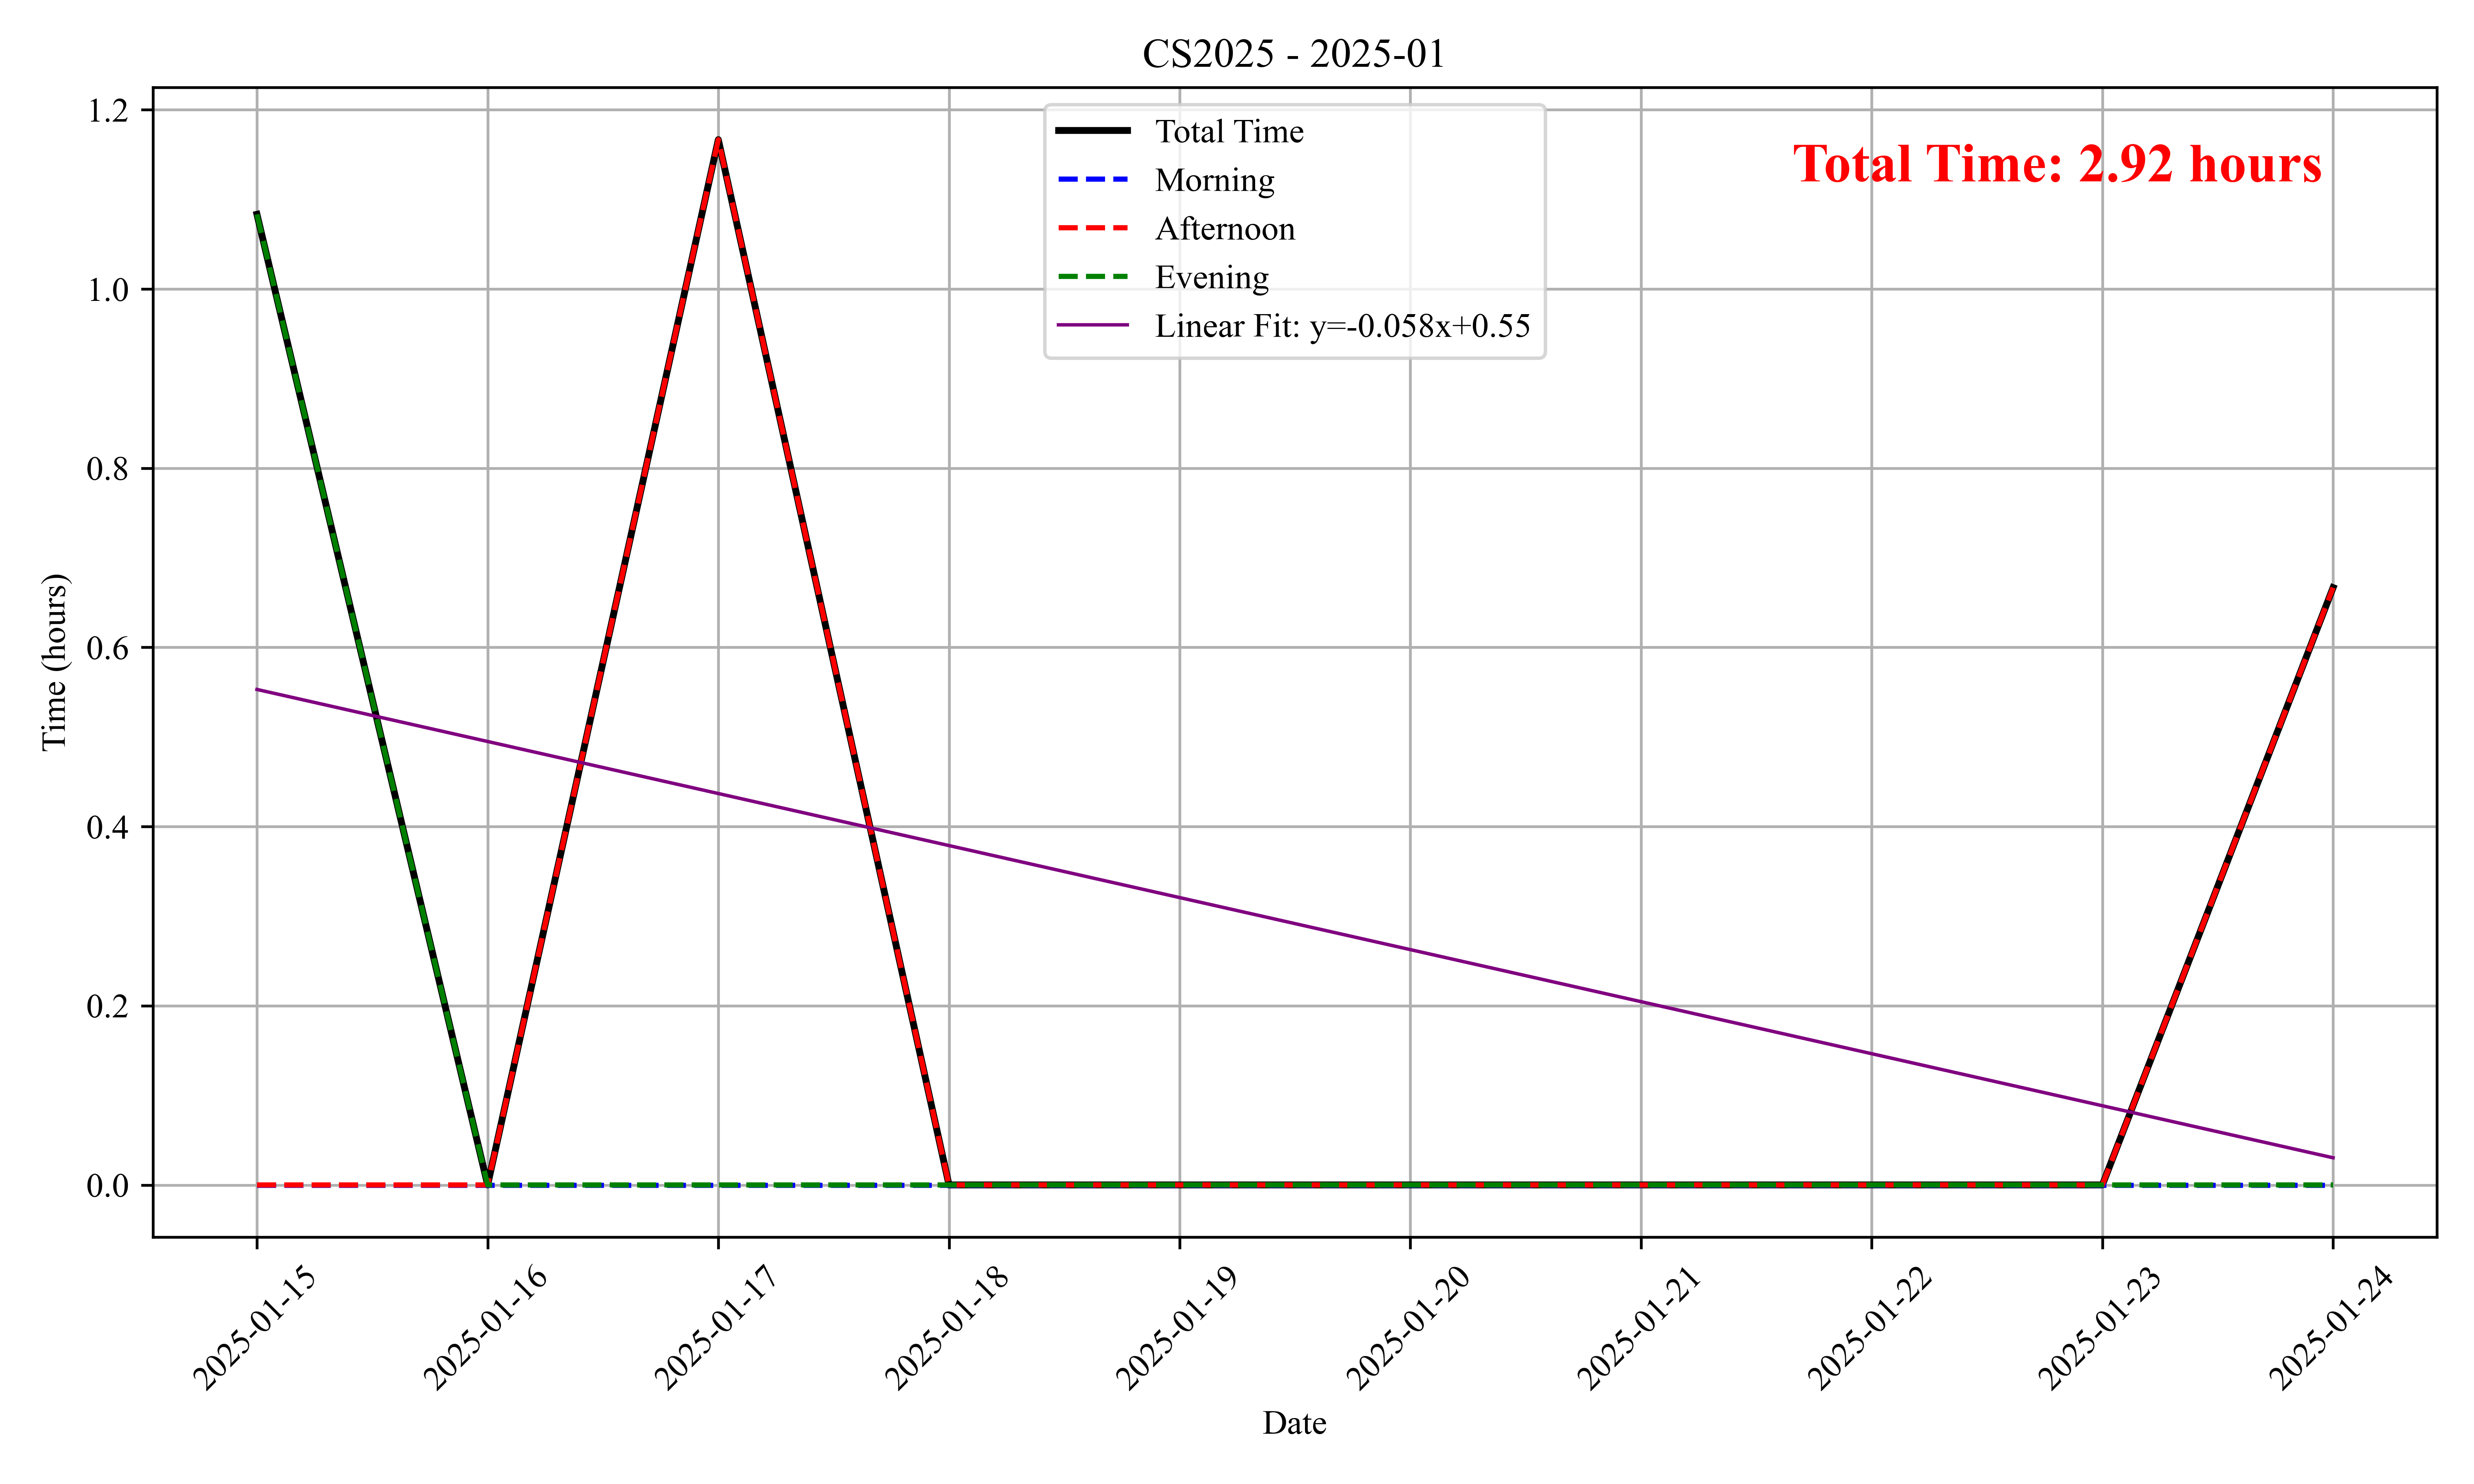 CS2025 - 2025-01
Total Time: 2.92 hours
Total Time
Morning
Afternoon
Evening
Linear Fit: y=-0.058x+0.55
Time (hours)
1.2
1.0
0.8
0.6
0.4
0.2
0.0
2025-01-15
2025-01-16
2025-01-17
2025-01-18
2025-01-19
2025-01-20
2025-01-21
2025-01-22
2025-01-23
2025-01-24
Date